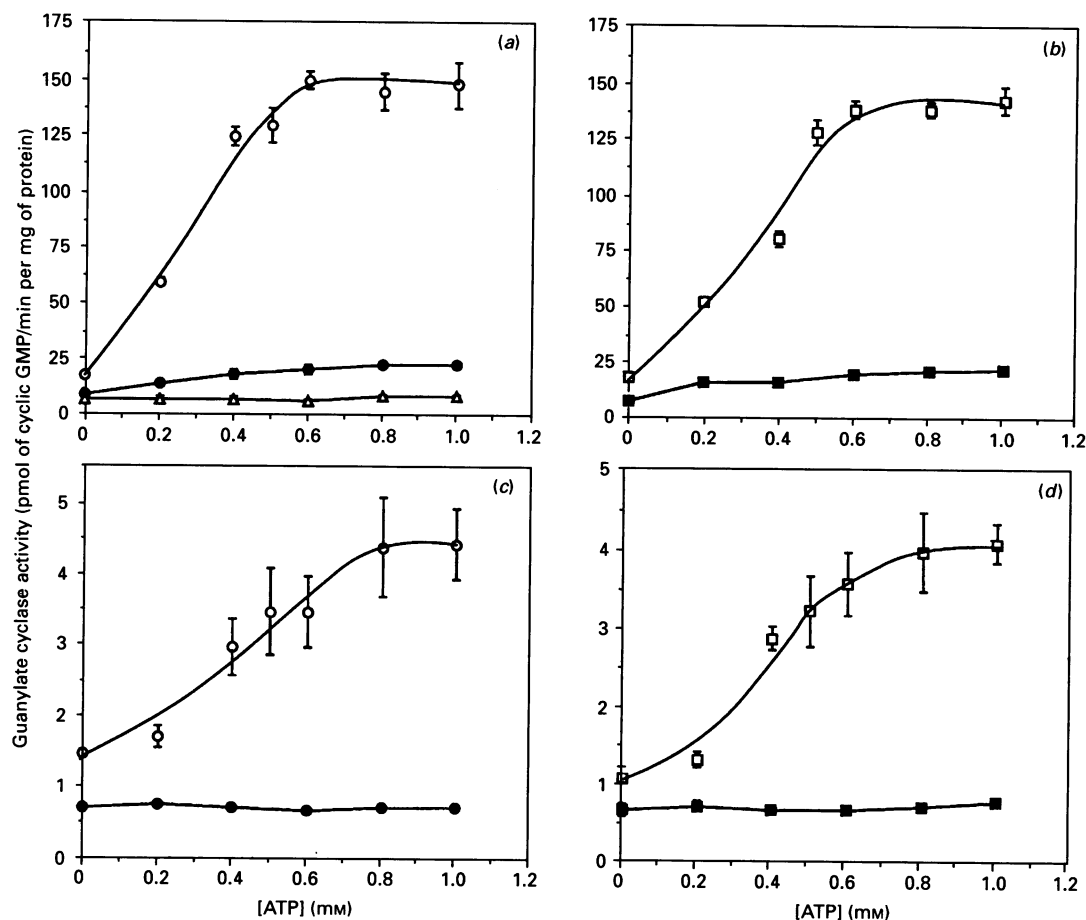 Guanylate cyclase activity (pmol of cyclic GMP/min per mg of protein)
175
150
125
100
75
50
25
0
0 0.2 0.4 0.6 0.8 1.0 1.2
(a)
175
150
125
100
75
50
25
0
0 0.2 0.4 0.6 0.8 1.0 1.2
(b)
5
4
3
2
1
0
0 0.2 0.4 0.6 0.8 1.0 1.2
[ATP] (mM)
(c)
5
4
3
2
1
0
0 0.2 0.4 0.6 0.8 1.0 1.2
[ATP] (mM)
(d)